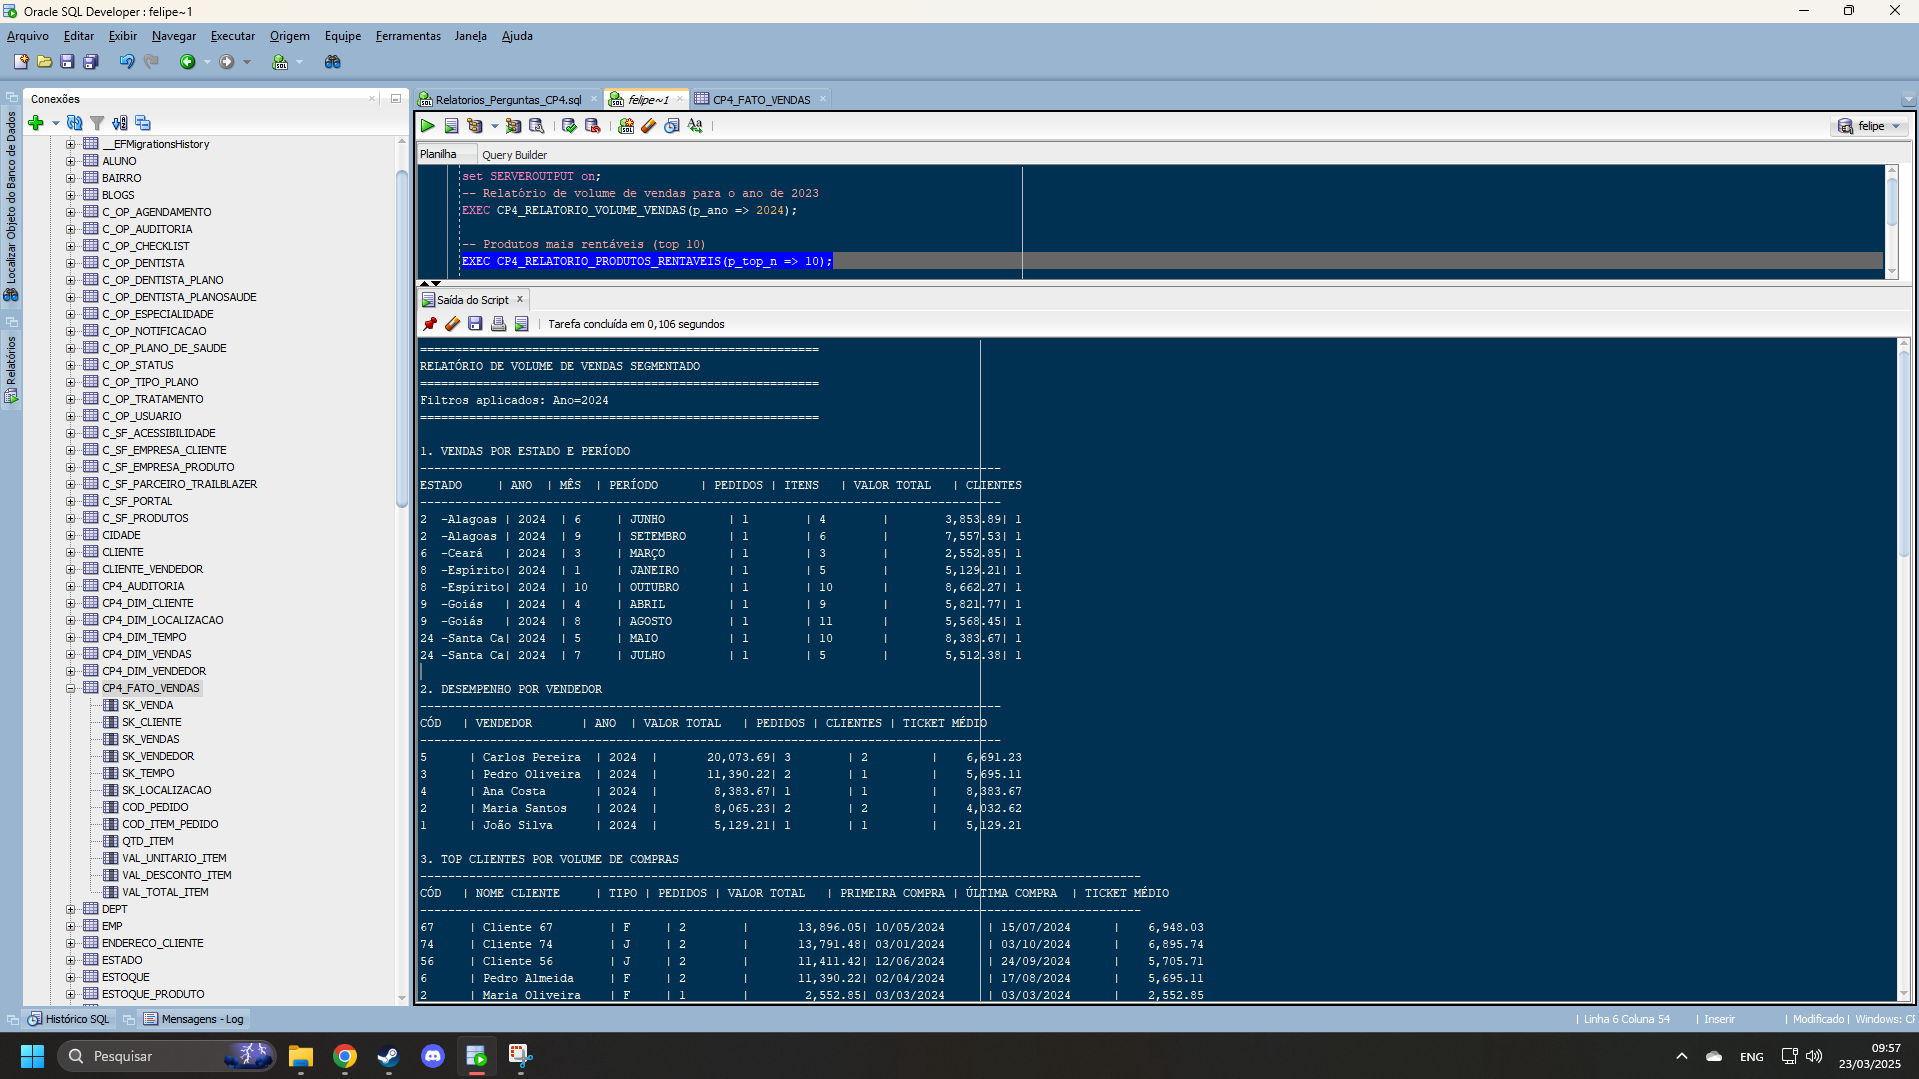 Oracle SQL Developer : felipe~1
Arquivo Editar Exibir Navegar Executar Origem Equipe Ferramentas Janela Ajuda
Localizar Objeto do Banco de Dados
Relatórios
Conexões
__EFMigrationsHistory
ALUNO
BAIRRO
BLOGS
C_OP_AGENDAMENTO
C_OP_AUDITORIA
C_OP_CHECKLIST
C_OP_DENTISTA
C_OP_DENTISTA_PLANO
C_OP_DENTISTA_PLANOSAUDE
C_OP_ESPECIALIDADE
C_OP_NOTIFICACAO
C_OP_PLANO_DE_SAUDE
C_OP_STATUS
C_OP_TIPO_PLANO
C_OP_TRATAMENTO
C_OP_USUARIO
C_SF_ACESSIBILIDADE
C_SF_EMPRESA_CLIENTE
C_SF_EMPRESA_PRODUTO
C_SF_PARCEIRO_TRAILBLAZER
C_SF_PORTAL
C_SF_PRODUTOS
CIDADE
CLIENTE
CLIENTE_VENDEDOR
CP4_AUDITORIA
CP4_DIM_CLIENTE
CP4_DIM_LOCALIZACAO
CP4_DIM_TEMPO
CP4_DIM_VENDAS
CP4_DIM_VENDEDOR
CP4_FATO_VENDAS
SK_VENDA
SK_CLIENTE
SK_VENDAS
SK_VENDEDOR
SK_TEMPO
SK_LOCALIZACAO
COD_PEDIDO
COD_ITEM_PEDIDO
QTD_ITEM
VAL_UNITARIO_ITEM
VAL_DESCONTO_ITEM
VAL_TOTAL_ITEM
DEPT
EMP
ENDERECO_CLIENTE
ESTADO
ESTOQUE
ESTOQUE_PRODUTO
Relatorios_Perguntas_CP4.sql felipe~1 CP4_FATO_VENDAS
felipe
Planilha Query Builder
set SERVEROUTPUT on;
-- Relatório de volume de vendas para o ano de 2023
EXEC CP4_RELATORIO_VOLUME_VENDAS(p_ano => 2024);
-- Produtos mais rentáveis (top 10)
EXEC CP4_RELATORIO_PRODUTOS_RENTAVEIS(p_top_n => 10);
Saída do Script
Tarefa concluída em 0,106 segundos
=========================================================
RELATÓRIO DE VOLUME DE VENDAS SEGMENTADO
=========================================================
Filtros aplicados: Ano=2024
=========================================================
1. VENDAS POR ESTADO E PERÍODO
-----------------------------------------------------------------------------------
ESTADO | ANO | MÊS | PERÍODO | PEDIDOS | ITENS | VALOR TOTAL | CLIENTES
-----------------------------------------------------------------------------------
2 -Alagoas | 2024 | 6 | JUNHO | 1 | 4 | 3,853.89| 1
2 -Alagoas | 2024 | 9 | SETEMBRO | 1 | 6 | 7,557.53| 1
6 -Ceará | 2024 | 3 | MARÇO | 1 | 3 | 2,552.85| 1
8 -Espírito| 2024 | 1 | JANEIRO | 1 | 5 | 5,129.21| 1
8 -Espírito| 2024 | 10 | OUTUBRO | 1 | 10 | 8,662.27| 1
9 -Goiás | 2024 | 4 | ABRIL | 1 | 9 | 5,821.77| 1
9 -Goiás | 2024 | 8 | AGOSTO | 1 | 11 | 5,568.45| 1
24 -Santa Ca| 2024 | 5 | MAIO | 1 | 10 | 8,383.67| 1
24 -Santa Ca| 2024 | 7 | JULHO | 1 | 5 | 5,512.38| 1
2. DESEMPENHO POR VENDEDOR
-----------------------------------------------------------------------------------
CÓD | VENDEDOR | ANO | VALOR TOTAL | PEDIDOS | CLIENTES | TICKET MÉDIO
-----------------------------------------------------------------------------------
5 | Carlos Pereira | 2024 | 20,073.69| 3 | 2 | 6,691.23
3 | Pedro Oliveira | 2024 | 11,390.22| 2 | 1 | 5,695.11
4 | Ana Costa | 2024 | 8,383.67| 1 | 1 | 8,383.67
2 | Maria Santos | 2024 | 8,065.23| 2 | 2 | 4,032.62
1 | João Silva | 2024 | 5,129.21| 1 | 1 | 5,129.21
3. TOP CLIENTES POR VOLUME DE COMPRAS
-------------------------------------------------------------------------------------------------------
CÓD | NOME CLIENTE | TIPO | PEDIDOS | VALOR TOTAL | PRIMEIRA COMPRA | ÚLTIMA COMPRA | TICKET MÉDIO
-------------------------------------------------------------------------------------------------------
67 | Cliente 67 | F | 2 | 13,896.05| 10/05/2024 | 15/07/2024 | 6,948.03
74 | Cliente 74 | J | 2 | 13,791.48| 03/01/2024 | 03/10/2024 | 6,895.74
56 | Cliente 56 | J | 2 | 11,411.42| 12/06/2024 | 24/09/2024 | 5,705.71
6 | Pedro Almeida | F | 2 | 11,390.22| 02/04/2024 | 17/08/2024 | 5,695.11
2 | Maria Oliveira | F | 1 | 2,552.85| 03/03/2024 | 03/03/2024 | 2,552.85
Histórico SQL Mensagens - Log
| Linha 6 Coluna 54 | Inserir | Modificado | Windows: CR
Pesquisar
ENG
09:57
23/03/2025